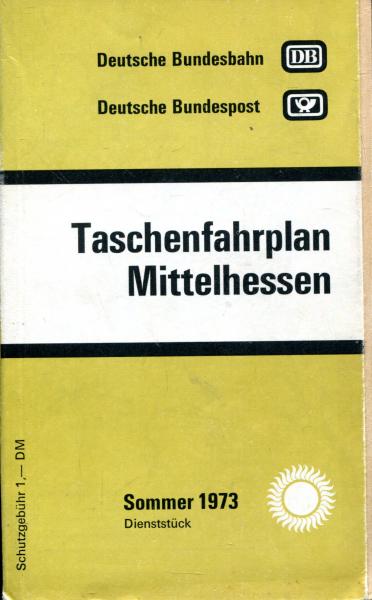 Deutsche Bundesbahn DB
Deutsche Bundespost
Taschenfahrplan
Mittelhessen
Schutzgebühr 1,— DM
Sommer 1973
Dienststück